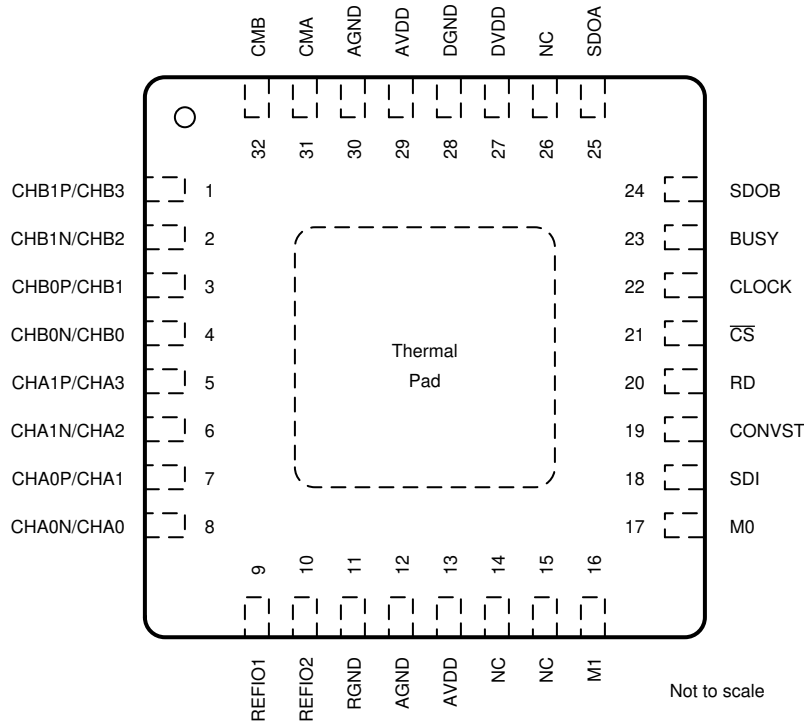 CMB
CMA
AGND
AVDD
DGND
DVDD
NC
SDOA
32
31
30
29
28
27
26
25
CHB1P/CHB3 1
CHB1N/CHB2 2
CHB0P/CHB1 3
CHB0N/CHB0 4
CHA1P/CHA3 5
CHA1N/CHA2 6
CHA0P/CHA1 7
CHA0N/CHA0 8
Thermal
Pad
24 SDOB
23 BUSY
22 CLOCK
21 C̅S̅
20 RD
19 CONVST
18 SDI
17 M0
9
10
11
12
13
14
15
16
REFIO1
REFIO2
RGND
AGND
AVDD
NC
NC
M1
Not to scale